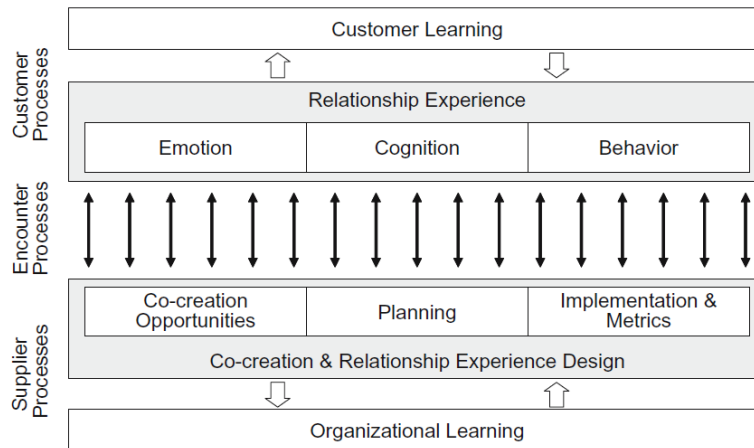 Customer Learning
Customer
Processes
Relationship Experience
Emotion
Cognition
Behavior
Encounter
Processes
Co-creation
Opportunities
Planning
Implementation &
Metrics
Supplier
Processes
Co-creation & Relationship Experience Design
Organizational Learning